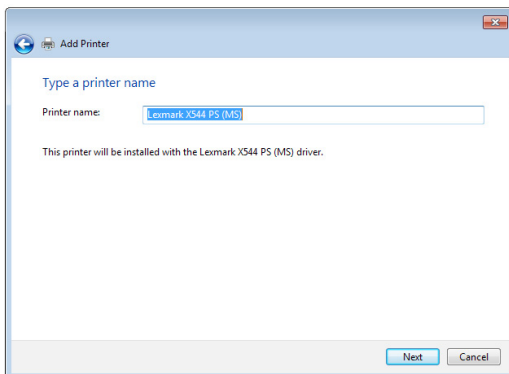 Add Printer
Type a printer name
Printer name: Lexmark X544 PS (MS)
This printer will be installed with the Lexmark X544 PS (MS) driver.
Next Cancel